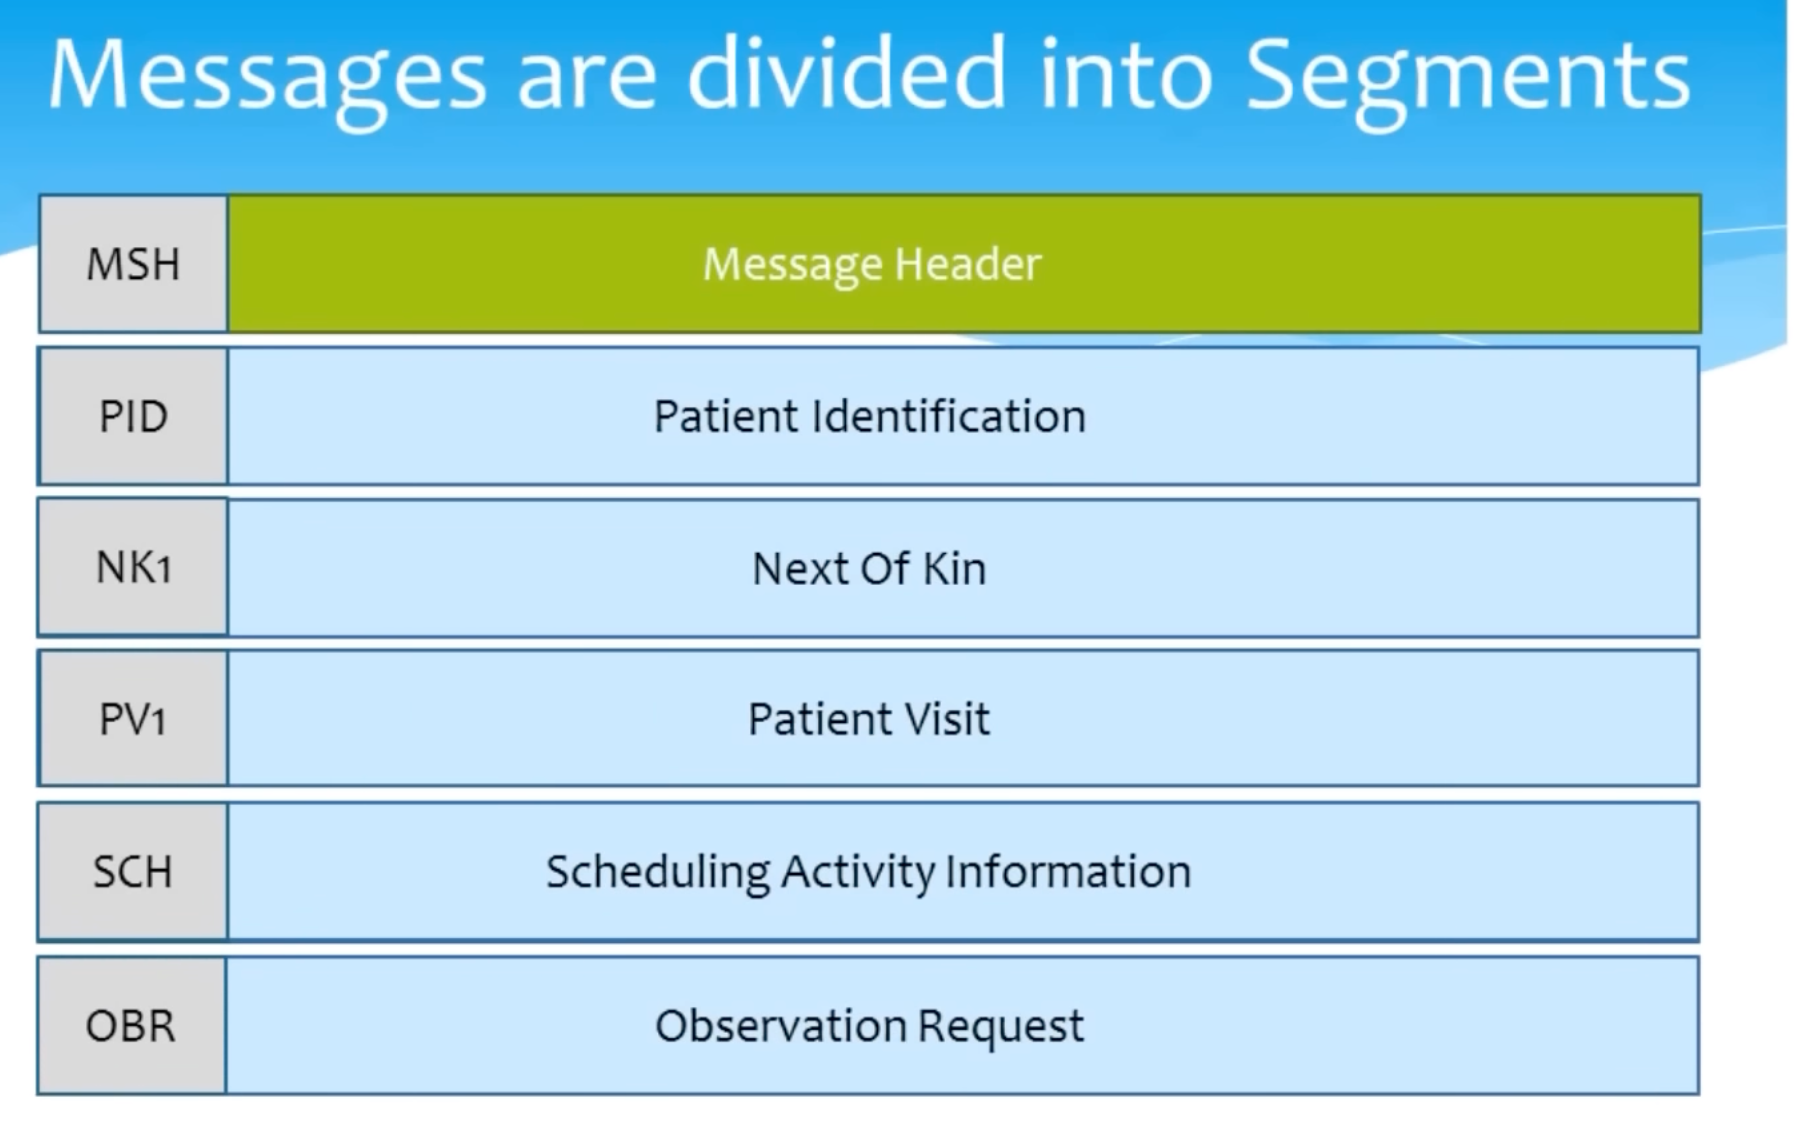 Messages are divided into Segments
MSH Message Header
PID Patient Identification
NK1 Next Of Kin
PV1 Patient Visit
SCH Scheduling Activity Information
OBR Observation Request